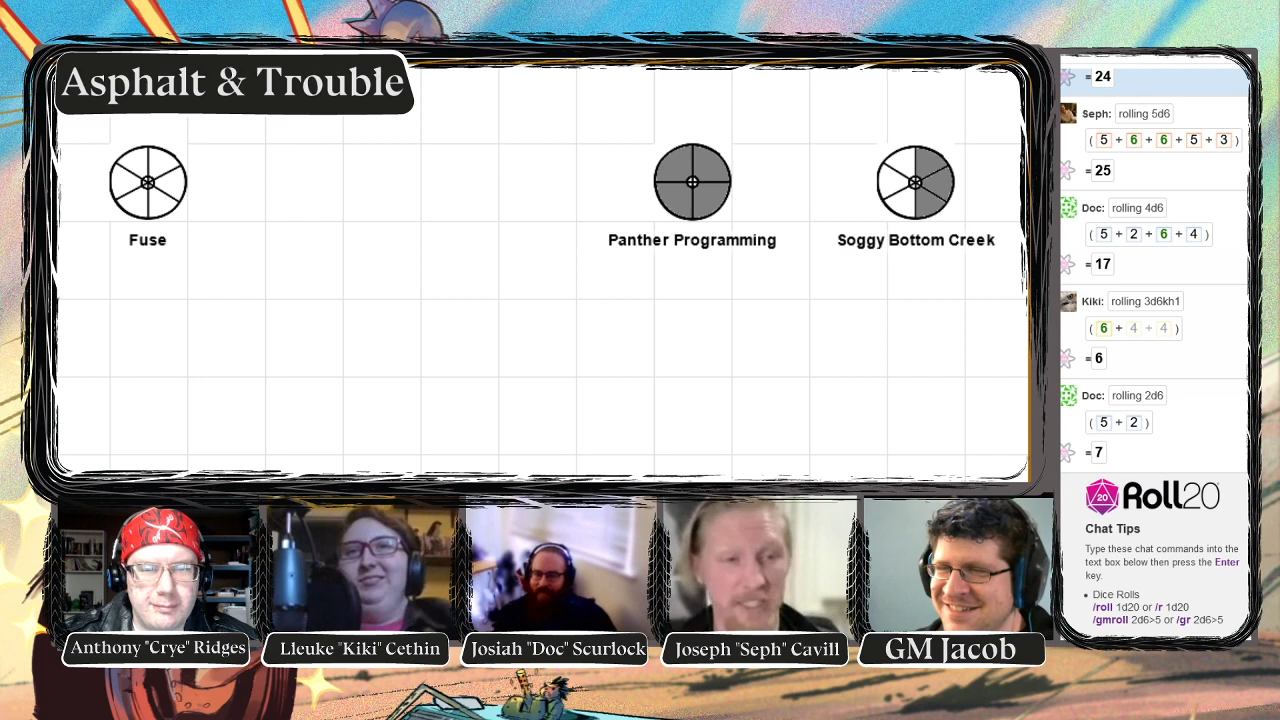 Asphalt & Trouble
Fuse
Panther Programming
Soggy Bottom Creek
= 24
Seph: rolling 5d6
( 5 + 6 + 6 + 5 + 3 )
= 25
Doc: rolling 4d6
( 5 + 2 + 6 + 4 )
= 17
Kiki: rolling 3d6kh1
( 6 + 4 + 4 )
= 6
Doc: rolling 2d6
( 5 + 2 )
= 7
20 Roll20
Chat Tips
Type these chat commands into the
text box below then press the Enter
key.
• Dice Rolls
/roll 1d20 or /r 1d20
/gmroll 2d6>5 or /gr 2d6>5
Anthony "Crye" Ridges
Lleuke "Kiki" Cethin
Josiah "Doc" Scurlock
Joseph "Seph" Cavill
GM Jacob